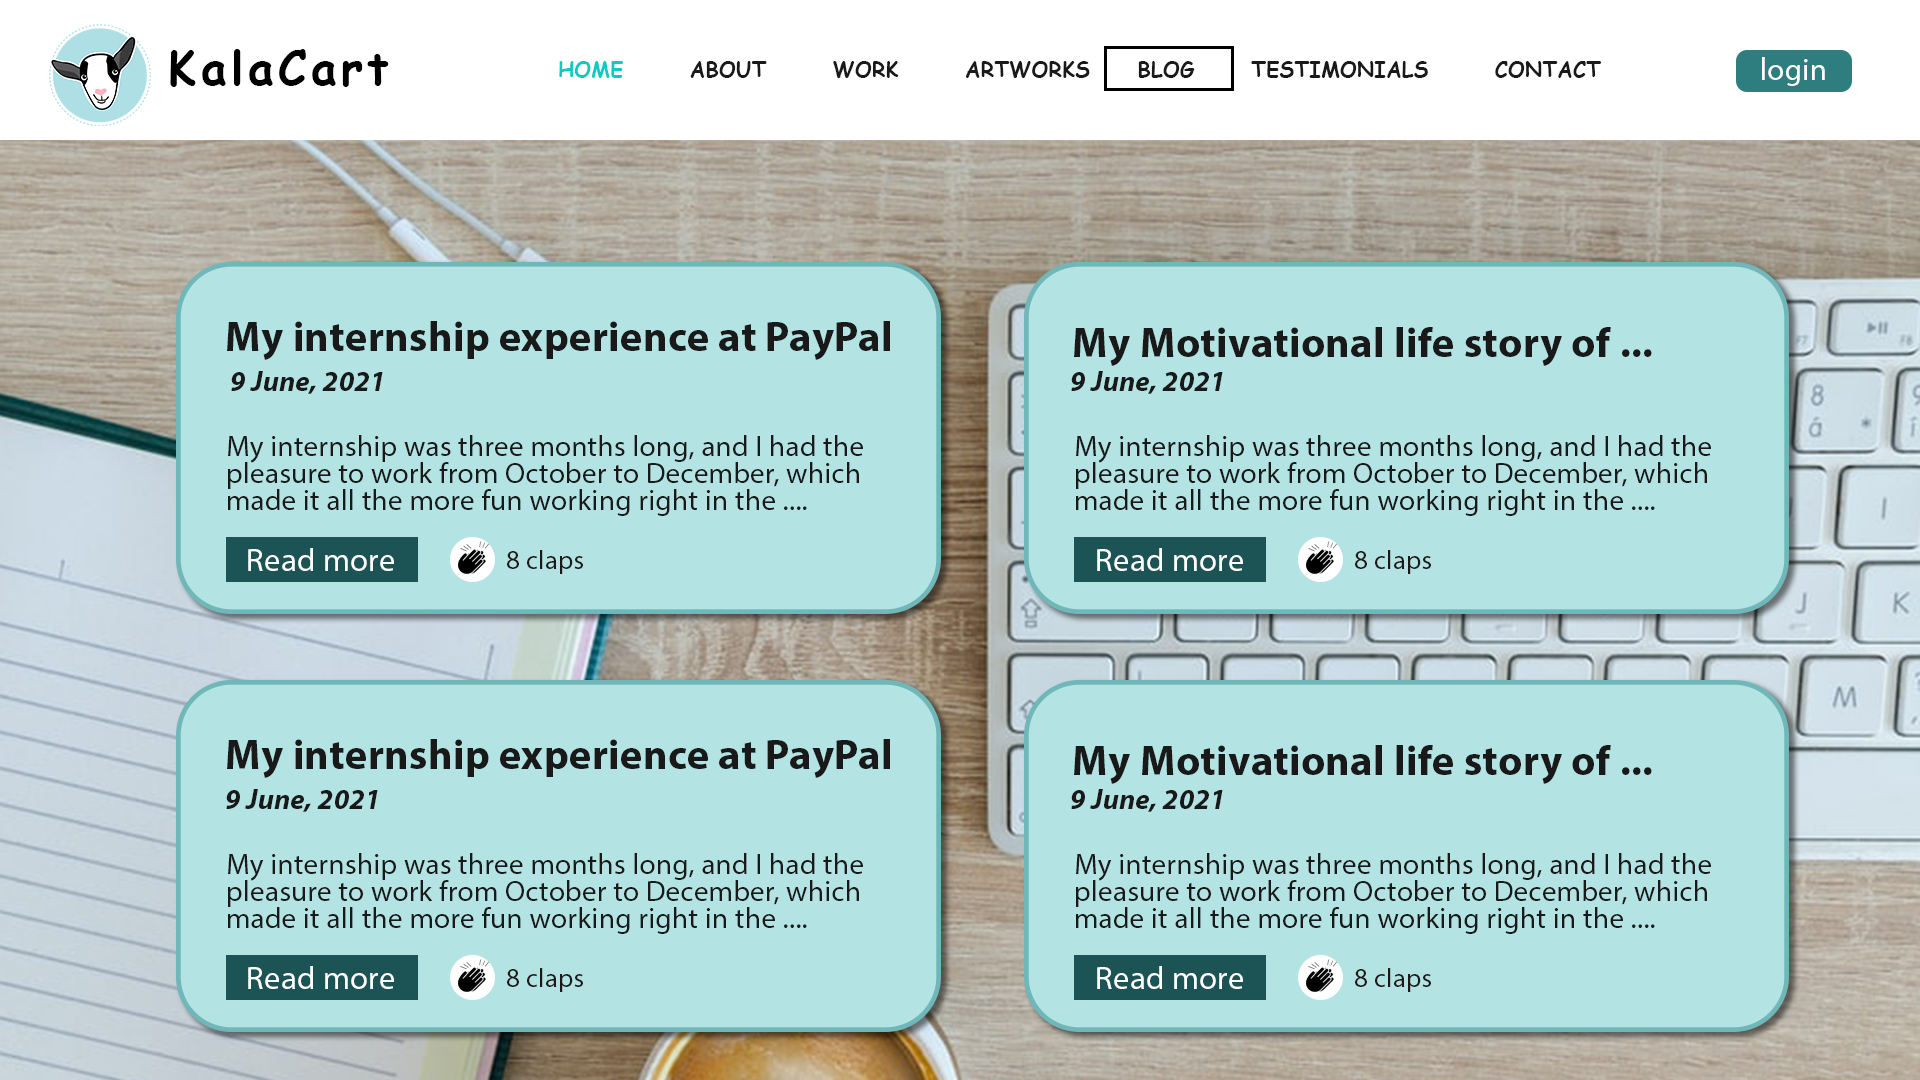 KalaCart
HOME ABOUT WORK ARTWORKS BLOG TESTIMONIALS CONTACT login
My internship experience at PayPal
9 June, 2021
My internship was three months long, and I had the
pleasure to work from October to December, which
made it all the more fun working right in the ....
Read more 8 claps
My Motivational life story of ...
9 June, 2021
My internship was three months long, and I had the
pleasure to work from October to December, which
made it all the more fun working right in the ....
Read more 8 claps
My internship experience at PayPal
9 June, 2021
My internship was three months long, and I had the
pleasure to work from October to December, which
made it all the more fun working right in the ....
Read more 8 claps
My Motivational life story of ...
9 June, 2021
My internship was three months long, and I had the
pleasure to work from October to December, which
made it all the more fun working right in the ....
Read more 8 claps
F7
F8
8
á *
I
J
K
M